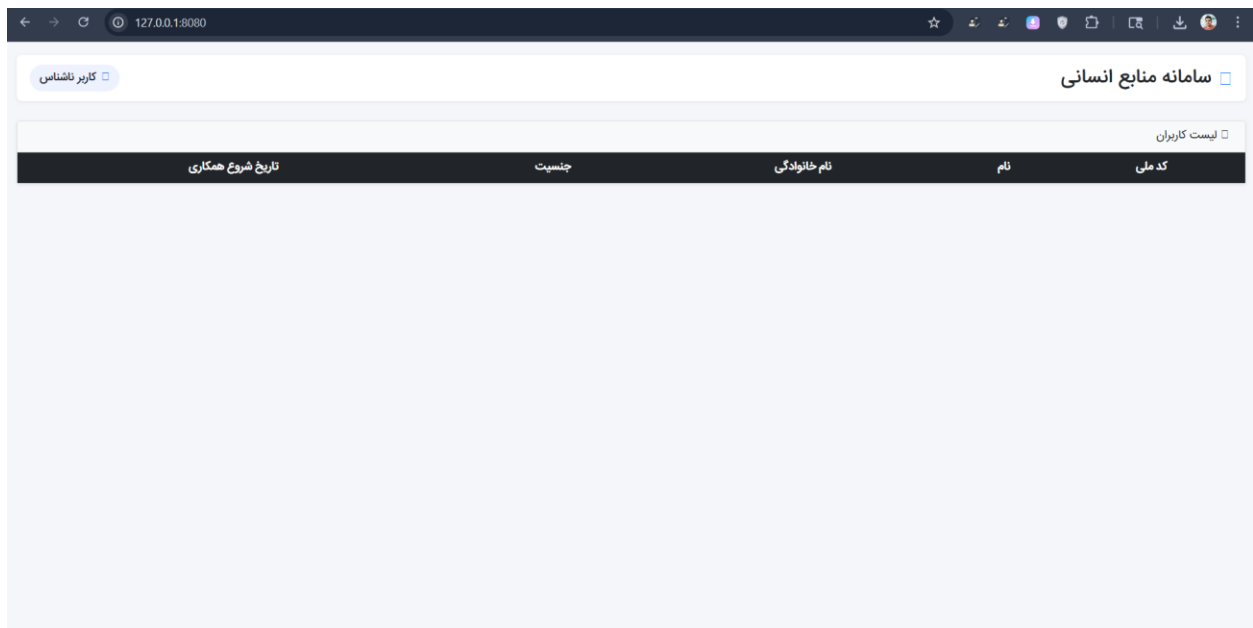 127.0.0.1:8080
سامانه منابع انسانی
کاربر ناشناس
لیست کاربران
کد ملی نام نام خانوادگی جنسیت تاریخ شروع همکاری